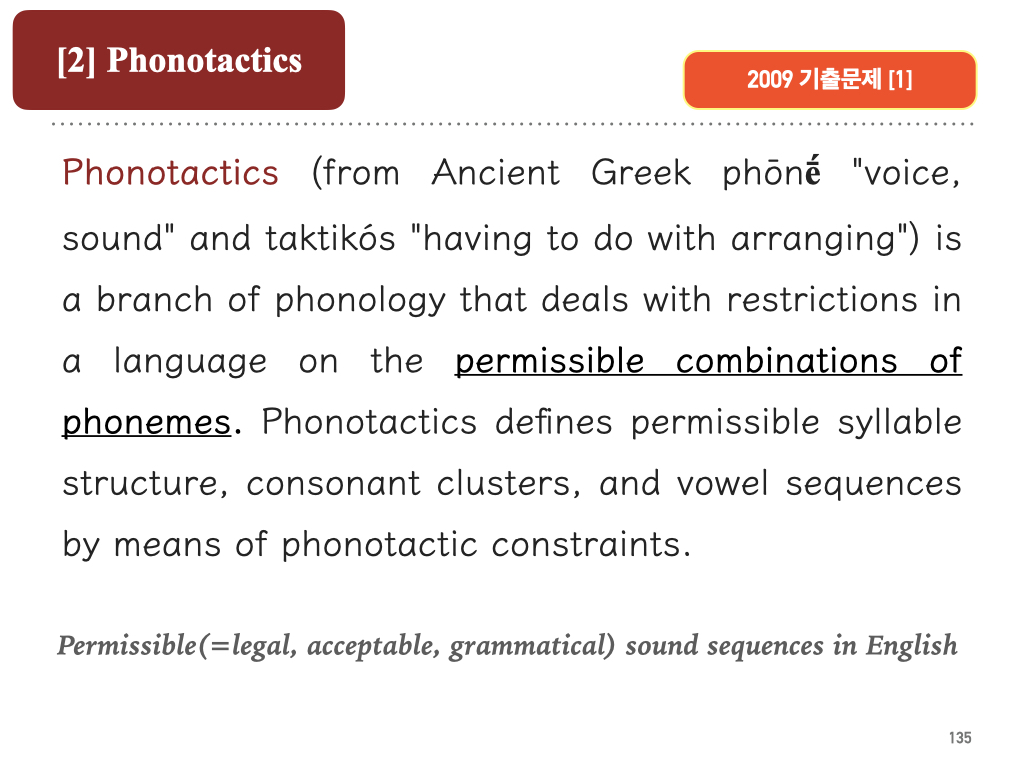 [2] Phonotactics
2009 기출문제 [1]
Phonotactics (from Ancient Greek phōnḗ "voice,
sound" and taktikós "having to do with arranging") is
a branch of phonology that deals with restrictions in
a language on the permissible combinations of
phonemes. Phonotactics defines permissible syllable
structure, consonant clusters, and vowel sequences
by means of phonotactic constraints.
Permissible(=legal, acceptable, grammatical) sound sequences in English
135